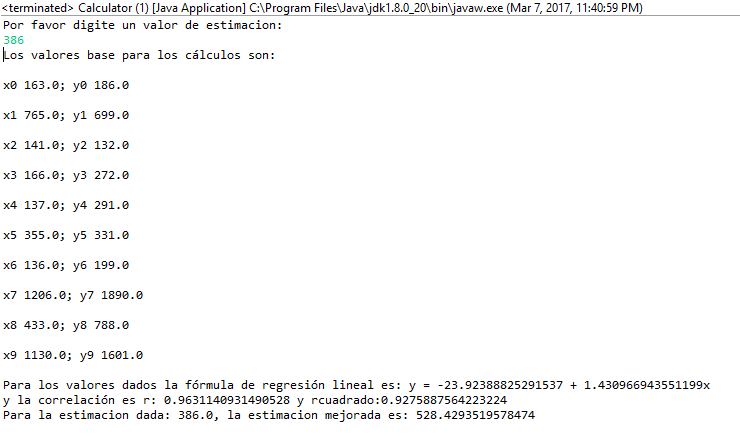 <terminated> Calculator (1) [Java Application] C:\Program Files\Java\jdk1.8.0_20\bin\javaw.exe (Mar 7, 2017, 11:40:59 PM)
Por favor digite un valor de estimacion:
386
Los valores base para los cálculos son:
x0 163.0; y0 186.0
x1 765.0; y1 699.0
x2 141.0; y2 132.0
x3 166.0; y3 272.0
x4 137.0; y4 291.0
x5 355.0; y5 331.0
x6 136.0; y6 199.0
x7 1206.0; y7 1890.0
x8 433.0; y8 788.0
x9 1130.0; y9 1601.0
Para los valores dados la fórmula de regresión lineal es: y = -23.92388825291537 + 1.430966943551199x
y la correlación es r: 0.9631140931490528 y rcuadrado:0.9275887564223224
Para la estimacion dada: 386.0, la estimacion mejorada es: 528.4293519578474